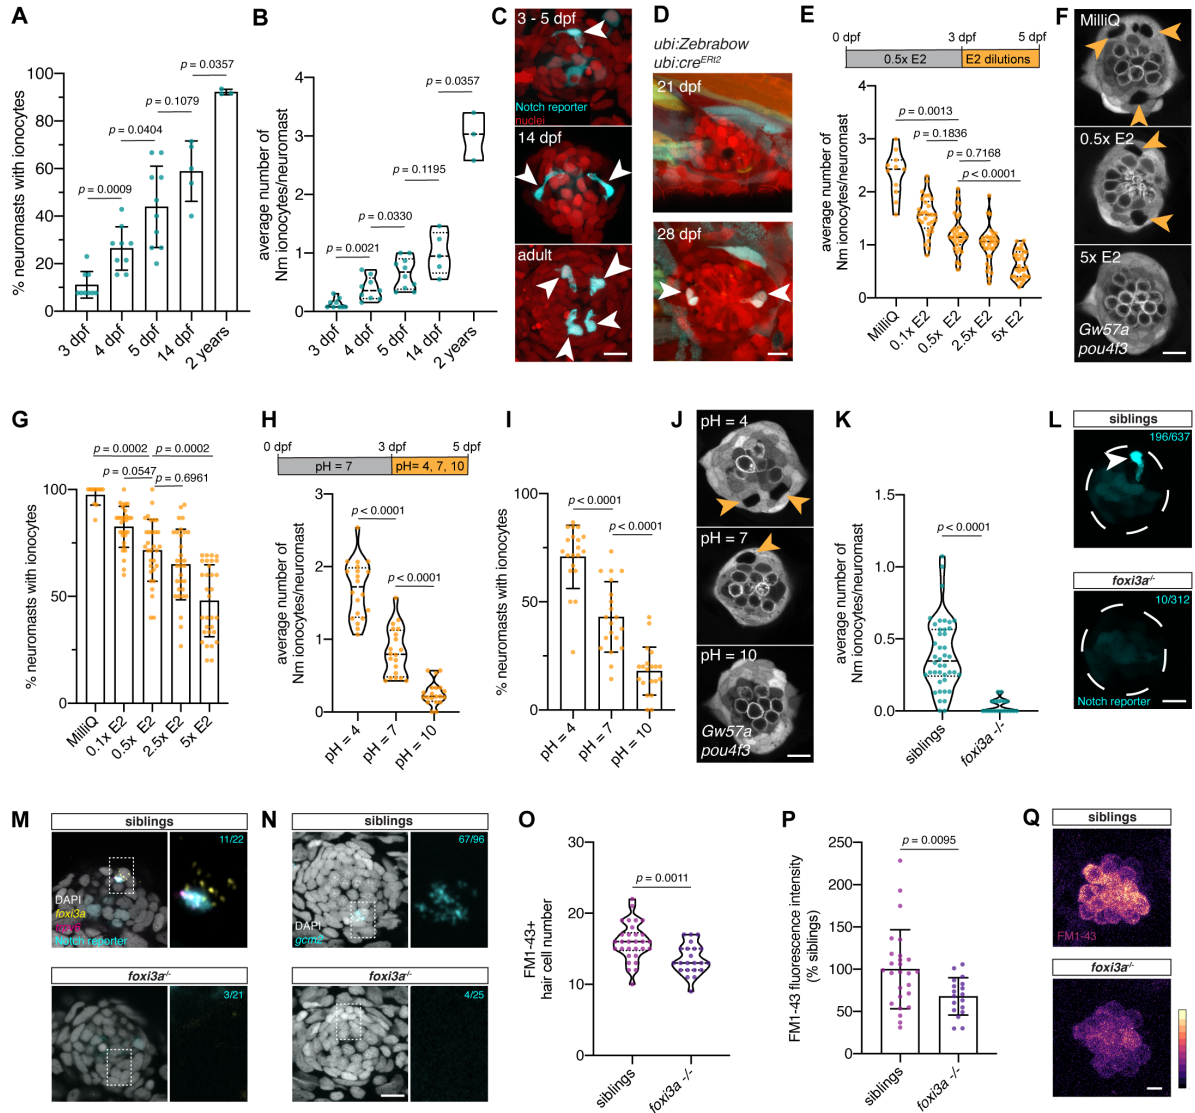 A
% neuromasts with ionocytes
100
80
60
40
20
0
p = 0.0009
p = 0.0404
p = 0.1079
p = 0.0357
3 dpf
4 dpf
5 dpf
14 dpf
2 years
B
average number of
Nm ionocytes/neuromast
4
3
2
1
0
p = 0.0021
p = 0.0330
p = 0.1195
p = 0.0357
3 dpf
4 dpf
5 dpf
14 dpf
2 years
C
3 - 5 dpf
Notch reporter
nuclei
14 dpf
adult
D
ubi:Zebrabow
ubi:creERt2
21 dpf
28 dpf
E
0 dpf
3 dpf
5 dpf
0.5x E2
E2 dilutions
average number of
Nm ionocytes/neuromast
4
3
2
1
0
p = 0.0013
p = 0.1836
p = 0.7168
p < 0.0001
MilliQ
0.1x E2
0.5x E2
2.5x E2
5x E2
F
MilliQ
0.5x E2
5x E2
Gw57a
pou4f3
G
% neuromasts with ionocytes
100
50
0
p = 0.0002
p = 0.0002
p = 0.0547
p = 0.6961
MilliQ
0.1x E2
0.5x E2
2.5x E2
5x E2
H
0 dpf
3 dpf
5 dpf
pH = 7
pH= 4, 7, 10
average number of
Nm ionocytes/neuromast
3
2
1
0
p < 0.0001
p < 0.0001
pH = 4
pH = 7
pH = 10
I
% neuromasts with ionocytes
100
50
0
p < 0.0001
p < 0.0001
pH = 4
pH = 7
pH = 10
J
pH = 4
pH = 7
pH = 10
Gw57a
pou4f3
K
average number of
Nm ionocytes/neuromast
1.5
1.0
0.5
0.0
p < 0.0001
siblings
foxi3a -/-
L
siblings
196/637
foxi3a-/-
10/312
Notch reporter
M
siblings
11/22
DAPI
foxi3a
Notch reporter
foxi3a-/-
3/21
N
siblings
67/96
DAPI
gcm2
foxi3a-/-
4/25
O
FM1-43+
hair cell number
30
20
10
0
p = 0.0011
siblings
foxi3a -/-
P
FM1-43 fluorescence intensity
(% siblings)
250
200
150
100
50
0
p = 0.0095
siblings
foxi3a -/-
Q
siblings
FM1-43
foxi3a-/-